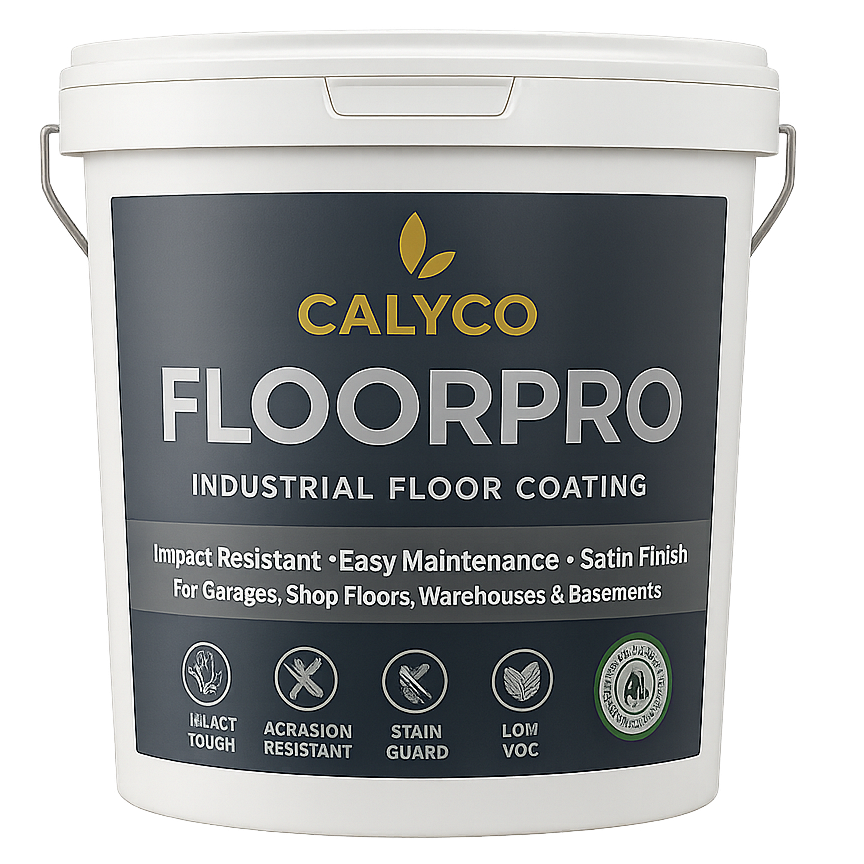 CALYCO
FLOORPRO
INDUSTRIAL FLOOR COATING
Impact Resistant • Easy Maintenance • Satin Finish
For Garages, Shop Floors, Warehouses & Basements
TOUGH
ACRASION
RESISTANT
STAIN
GUARD
LOM
VOC